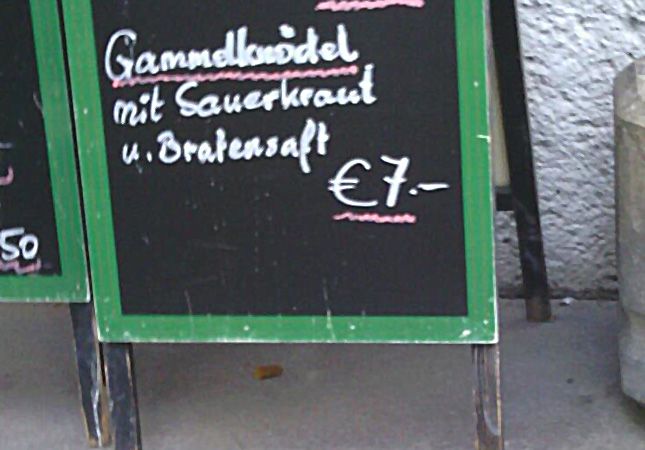 Gammelknödel
mit Sauerkraut
u. Bratensaft
€7.-
50